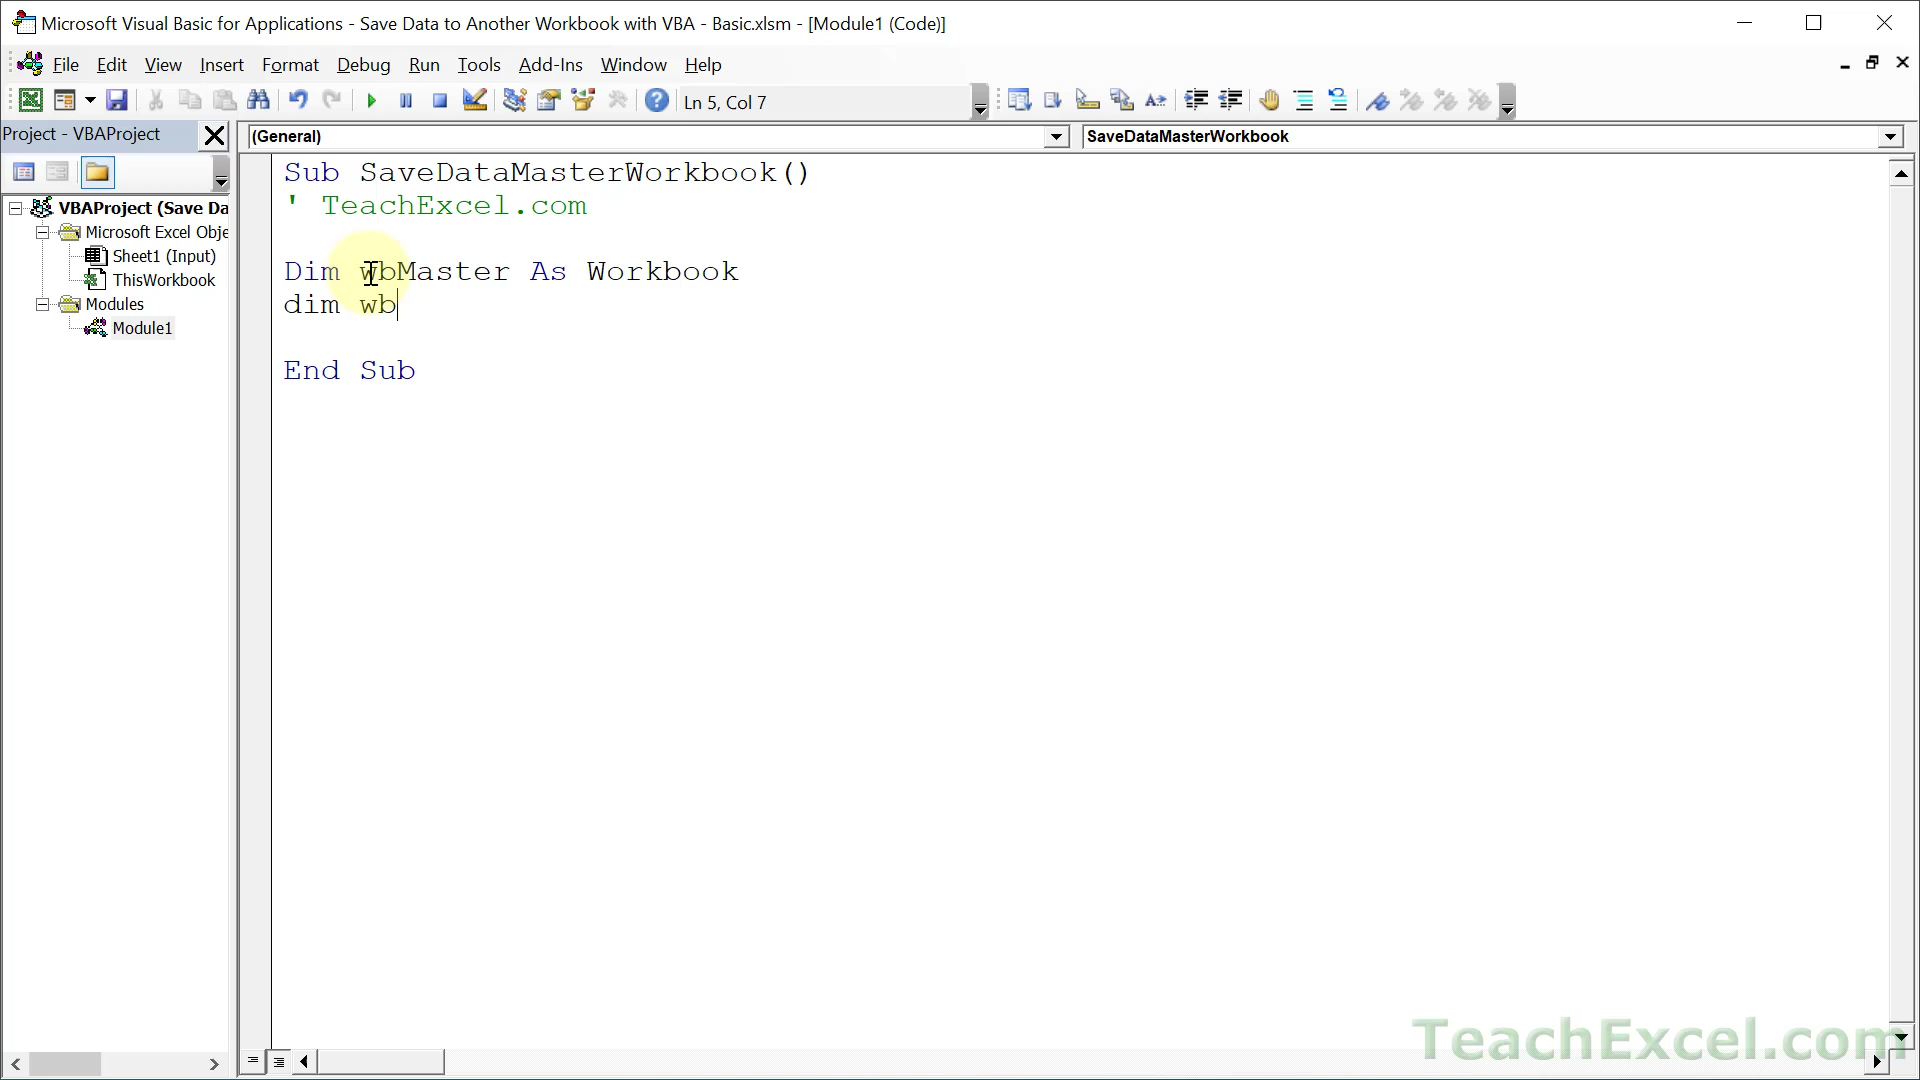 Microsoft Visual Basic for Applications - Save Data to Another Workbook with VBA - Basic.xlsm - [Module1 (Code)]
File Edit View Insert Format Debug Run Tools Add-Ins Window Help
Ln 5, Col 7
Project - VBAProject
(General)
SaveDataMasterWorkbook
VBAProject (Save Da
Microsoft Excel Obje
Sheet1 (Input)
ThisWorkbook
Modules
Module1
Sub SaveDataMasterWorkbook()
' TeachExcel.com
Dim wbMaster As Workbook
dim wb
End Sub
TeachExcel.com